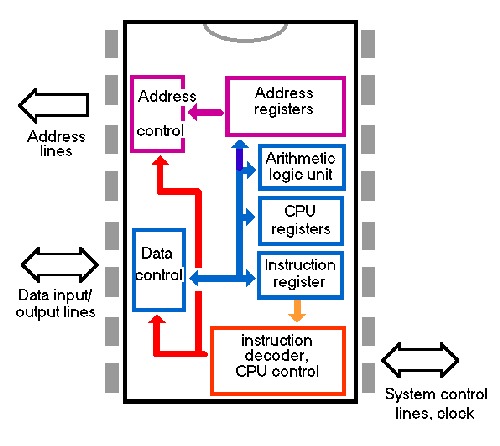 Address
control
Address
registers
Address
lines
Arithmetic
logic unit
CPU
registers
Data
control
Instruction
register
Data input/
output lines
instruction
decoder,
CPU control
System control
lines, clock